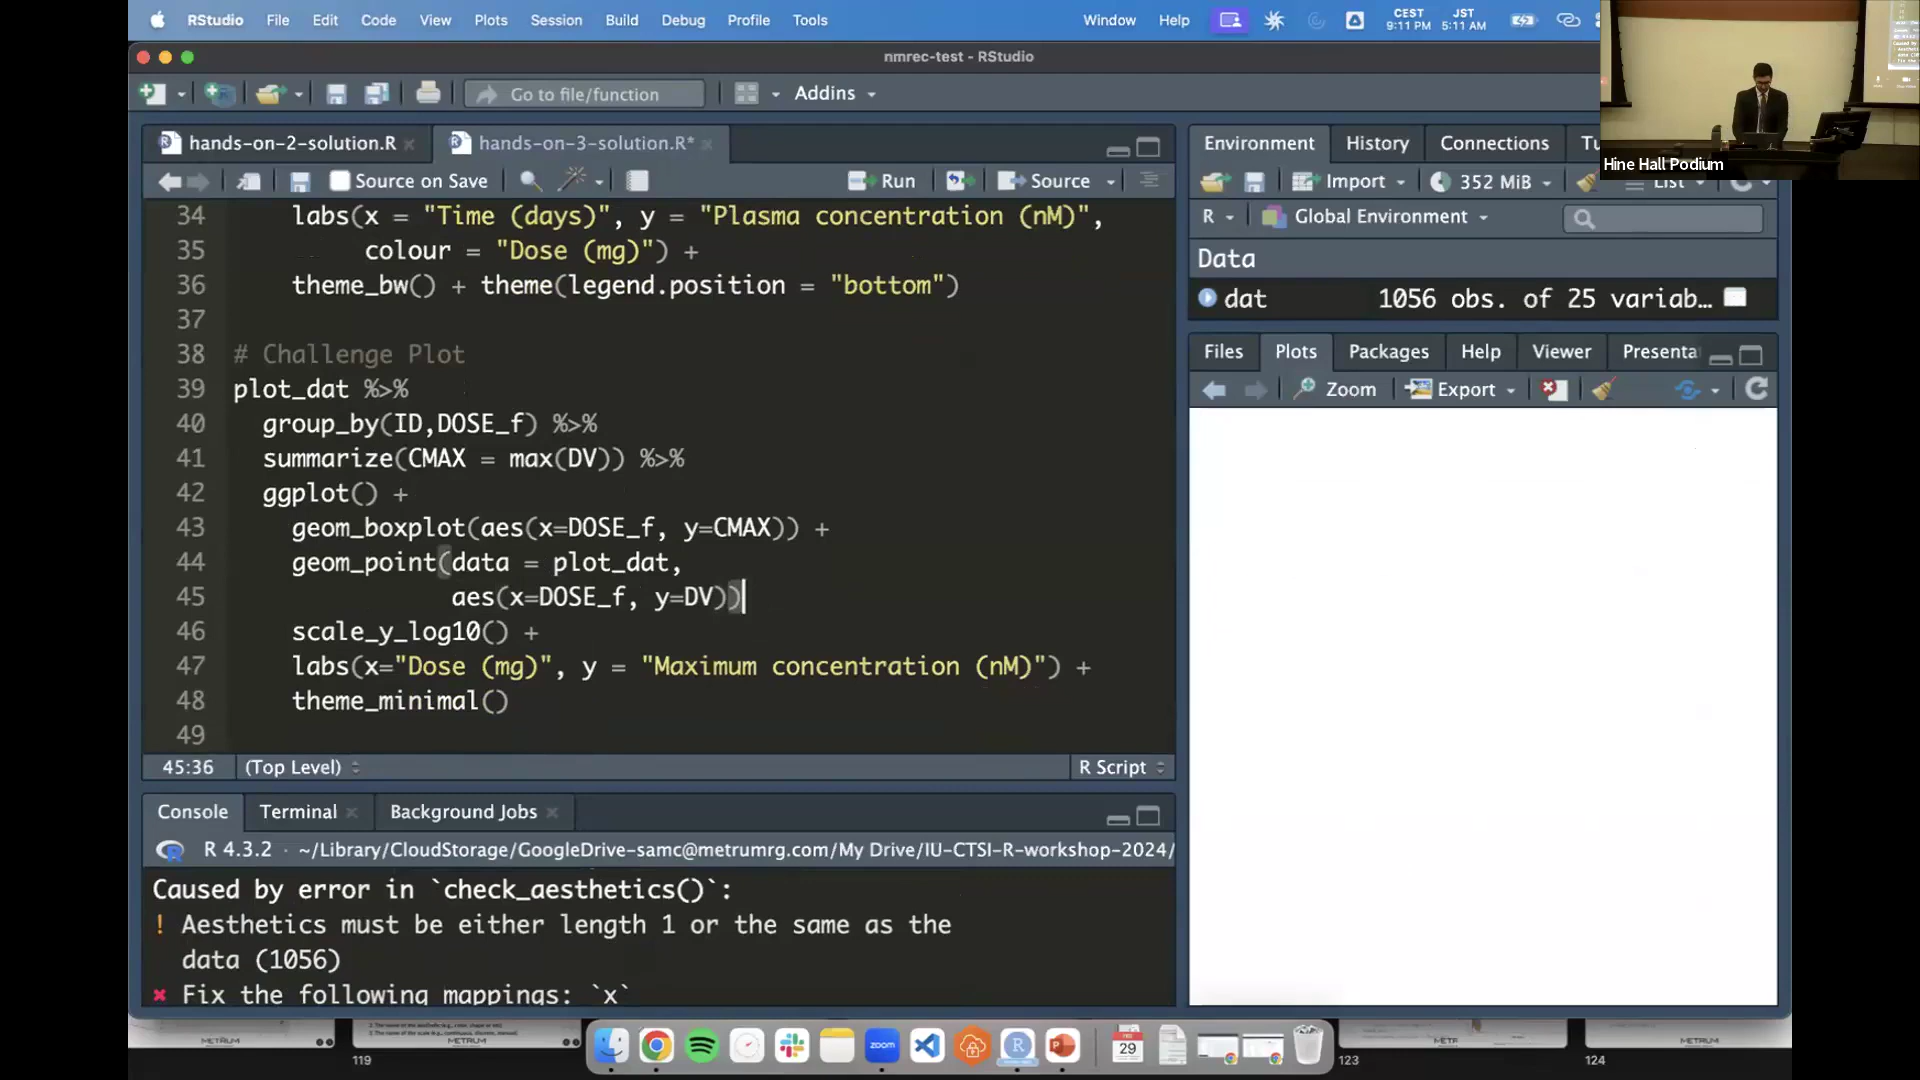 RStudio File Edit Code View Plots Session Build Debug Profile Tools Window Help CEST 9:11 PM JST 5:11 AM
nmrec-test - RStudio
Go to file/function Addins
hands-on-2-solution.R hands-on-3-solution.R*
Source on Save Run Source
34 labs(x = "Time (days)", y = "Plasma concentration (nM)",
35 colour = "Dose (mg)") +
36 theme_bw() + theme(legend.position = "bottom")
37
38 # Challenge Plot
39 plot_dat %>%
40 group_by(ID,DOSE_f) %>%
41 summarize(CMAX = max(DV)) %>%
42 ggplot() +
43 geom_boxplot(aes(x=DOSE_f, y=CMAX)) +
44 geom_point(data = plot_dat,
45 aes(x=DOSE_f, y=DV))
46 scale_y_log10() +
47 labs(x="Dose (mg)", y = "Maximum concentration (nM)") +
48 theme_minimal()
49
45:36 (Top Level) R Script
Console Terminal Background Jobs
R 4.3.2 · ~/Library/CloudStorage/GoogleDrive-samc@metrumrg.com/My Drive/IU-CTSI-R-workshop-2024/
Caused by error in `check_aesthetics()`:
! Aesthetics must be either length 1 or the same as the
data (1056)
✖ Fix the following mappings: `x`
Environment History Connections Tu
Import 352 MiB List
R Global Environment
Data
dat 1056 obs. of 25 variab…
Files Plots Packages Help Viewer Presenta
Zoom Export
Hine Hall Podium
METRUM METRUM METRUM
119 123 124
zoom
29